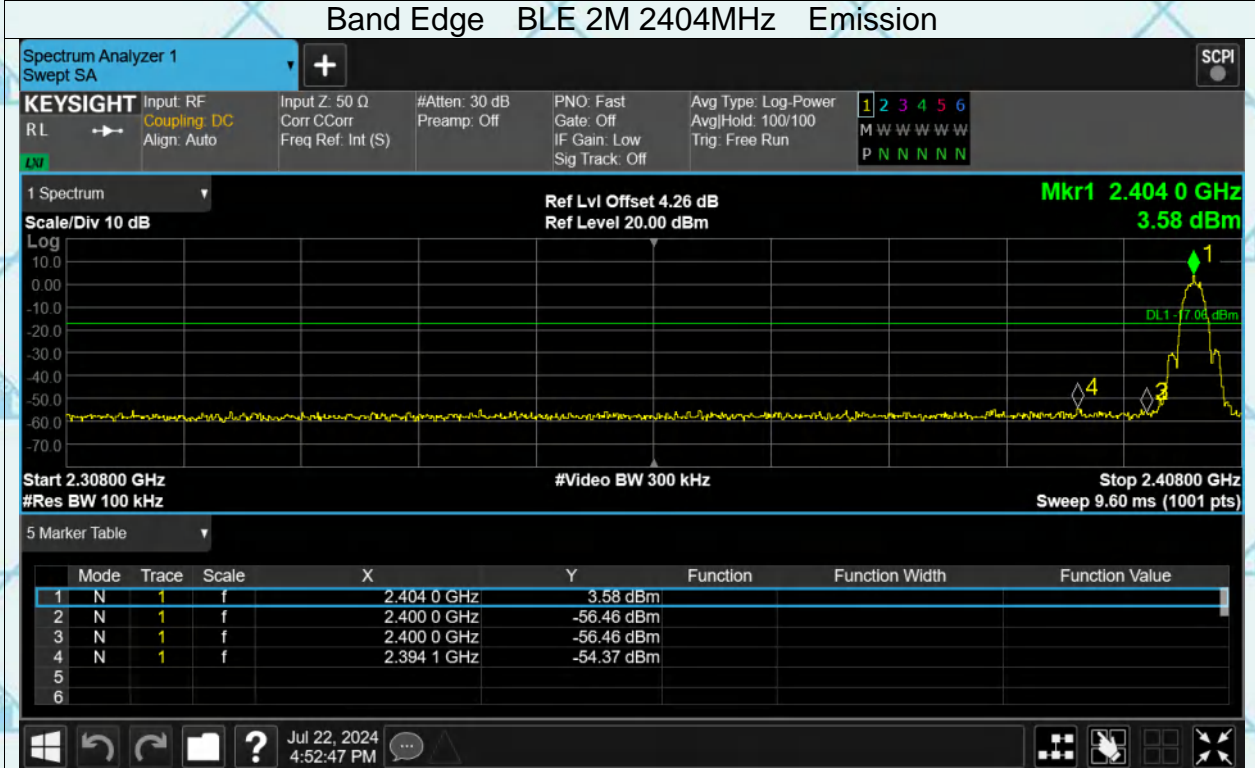 Band Edge BLE 2M 2404MHz Emission
Spectrum Analyzer 1
Swept SA
+
SCPI
KEYSIGHT Input: RF Input Z: 50 Ω #Atten: 30 dB PNO: Fast Avg Type: Log-Power 1 2 3 4 5 6
RL Coupling: DC Corr CCorr Preamp: Off Gate: Off Avg|Hold: 100/100 M W W W W W
Align: Auto Freq Ref: Int (S) IF Gain: Low Trig: Free Run P N N N N N
LXI Sig Track: Off
1 Spectrum Ref Lvl Offset 4.26 dB Mkr1 2.404 0 GHz
Scale/Div 10 dB Ref Level 20.00 dBm 3.58 dBm
Log
1
10.0
0.00
-10.0
DL1 -17.06 dBm
-20.0
-30.0
-40.0
4 3
-50.0
-60.0
-70.0
Start 2.30800 GHz #Video BW 300 kHz Stop 2.40800 GHz
#Res BW 100 kHz Sweep 9.60 ms (1001 pts)
5 Marker Table
Mode Trace Scale X Y Function Function Width Function Value
1 N 1 f 2.404 0 GHz 3.58 dBm
2 N 1 f 2.400 0 GHz -56.46 dBm
3 N 1 f 2.400 0 GHz -56.46 dBm
4 N 1 f 2.394 1 GHz -54.37 dBm
5
6
? Jul 22, 2024
4:52:47 PM